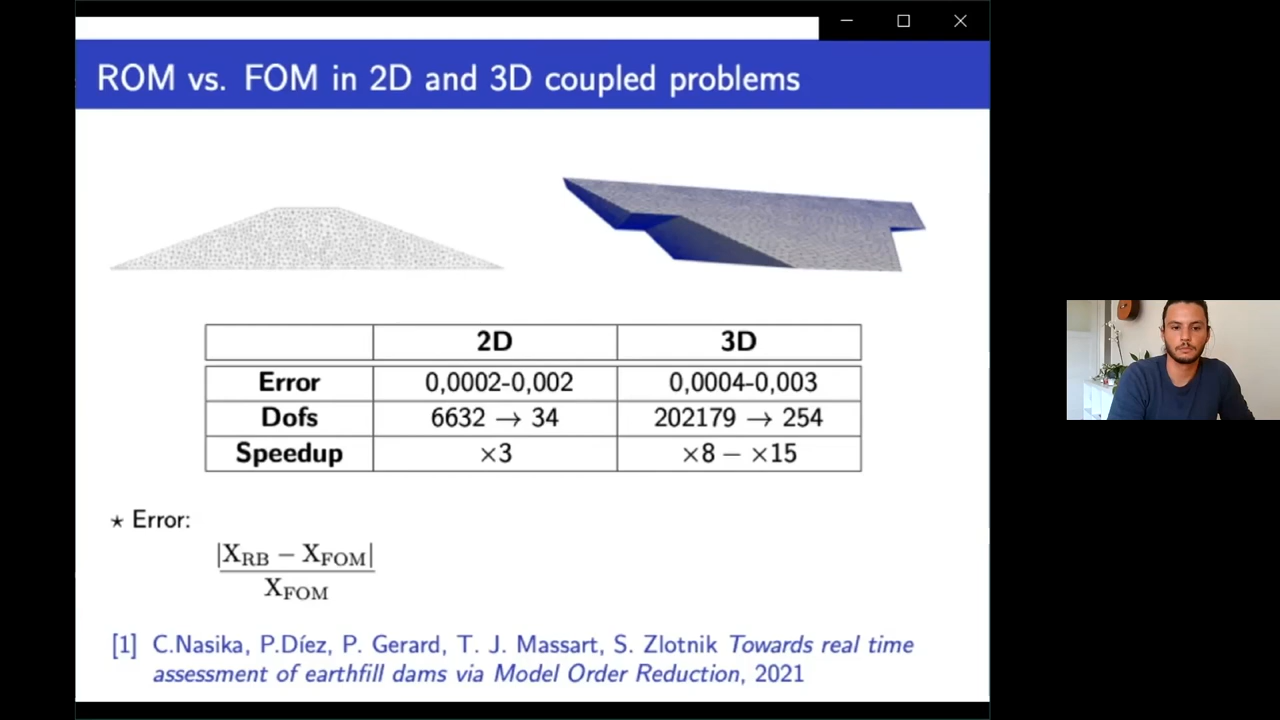 ROM vs. FOM in 2D and 3D coupled problems
2D 3D
Error 0,0002-0,002 0,0004-0,003
Dofs 6632 → 34 202179 → 254
Speedup ×3 ×8 − ×15
⋆ Error:
|X_RB − X_FOM|
X_FOM
[1] C.Nasika, P.Díez, P. Gerard, T. J. Massart, S. Zlotnik Towards real time
assessment of earthfill dams via Model Order Reduction, 2021